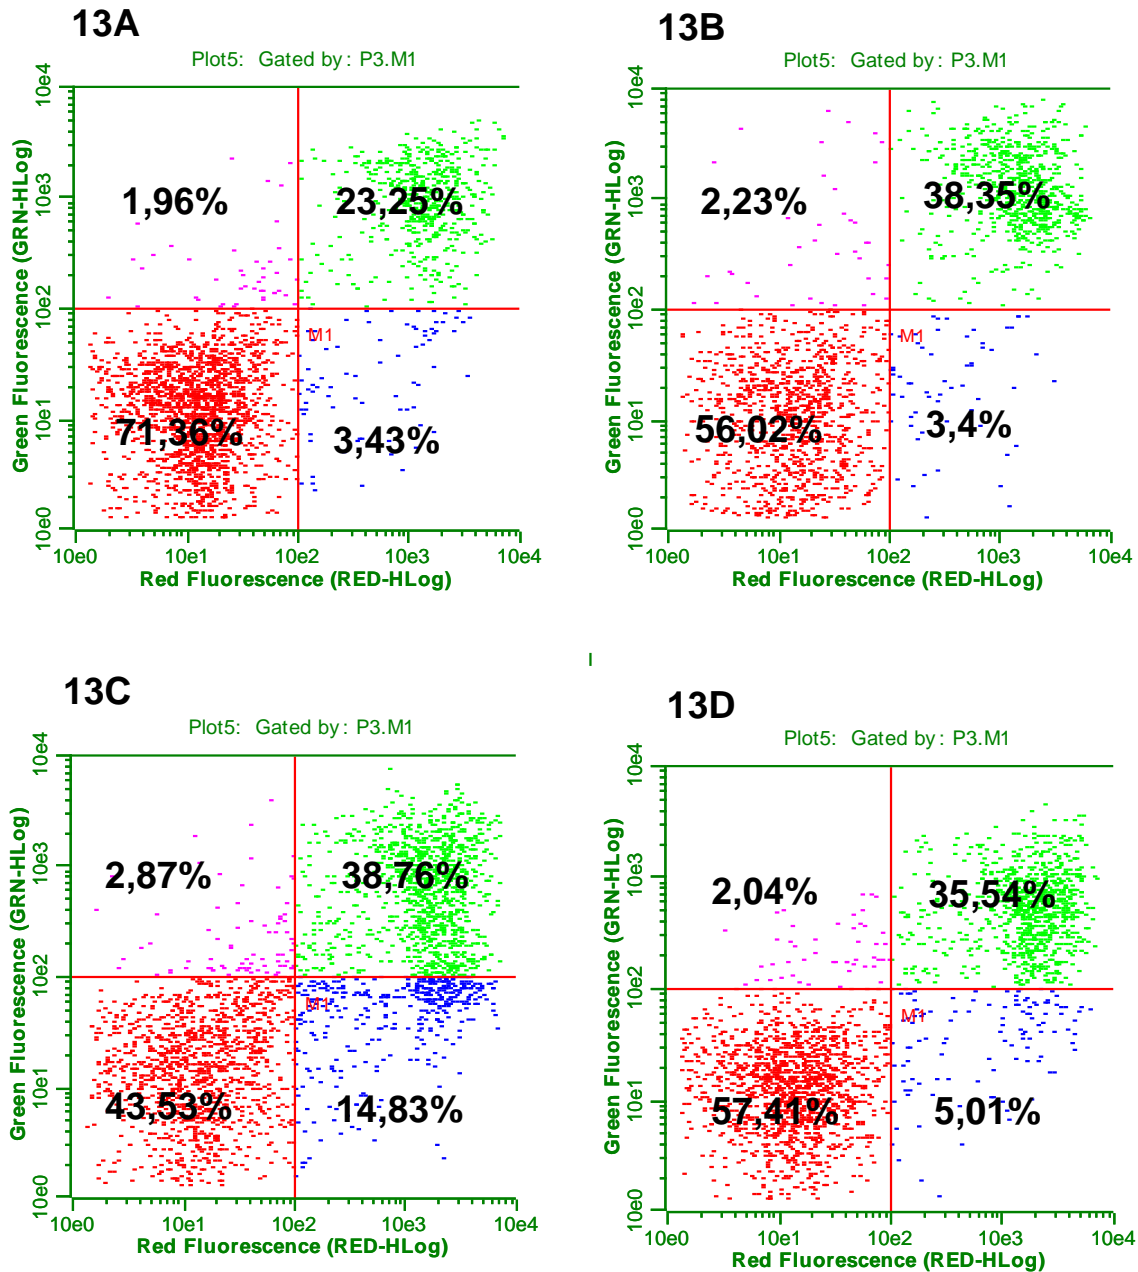 13A
Plot5: Gated by: P3.M1
10e4
10e3
10e2
10e1
10e0
Green Fluorescence (GRN-HLog)
1,96%
23,25%
M1
71,36%
3,43%
10e0 10e1 10e2 10e3 10e4
Red Fluorescence (RED-HLog)
13B
Plot5: Gated by: P3.M1
10e4
10e3
10e2
10e1
10e0
Green Fluorescence (GRN-HLog)
2,23%
38,35%
M1
56,02%
3,4%
10e0 10e1 10e2 10e3 10e4
Red Fluorescence (RED-HLog)
13C
Plot5: Gated by: P3.M1
10e4
10e3
10e2
10e1
10e0
Green Fluorescence (GRN-HLog)
2,87%
38,76%
M1
43,53%
14,83%
10e0 10e1 10e2 10e3 10e4
Red Fluorescence (RED-HLog)
13D
Plot5: Gated by: P3.M1
10e4
10e3
10e2
10e1
10e0
Green Fluorescence (GRN-HLog)
2,04%
35,54%
M1
57,41%
5,01%
10e0 10e1 10e2 10e3 10e4
Red Fluorescence (RED-HLog)